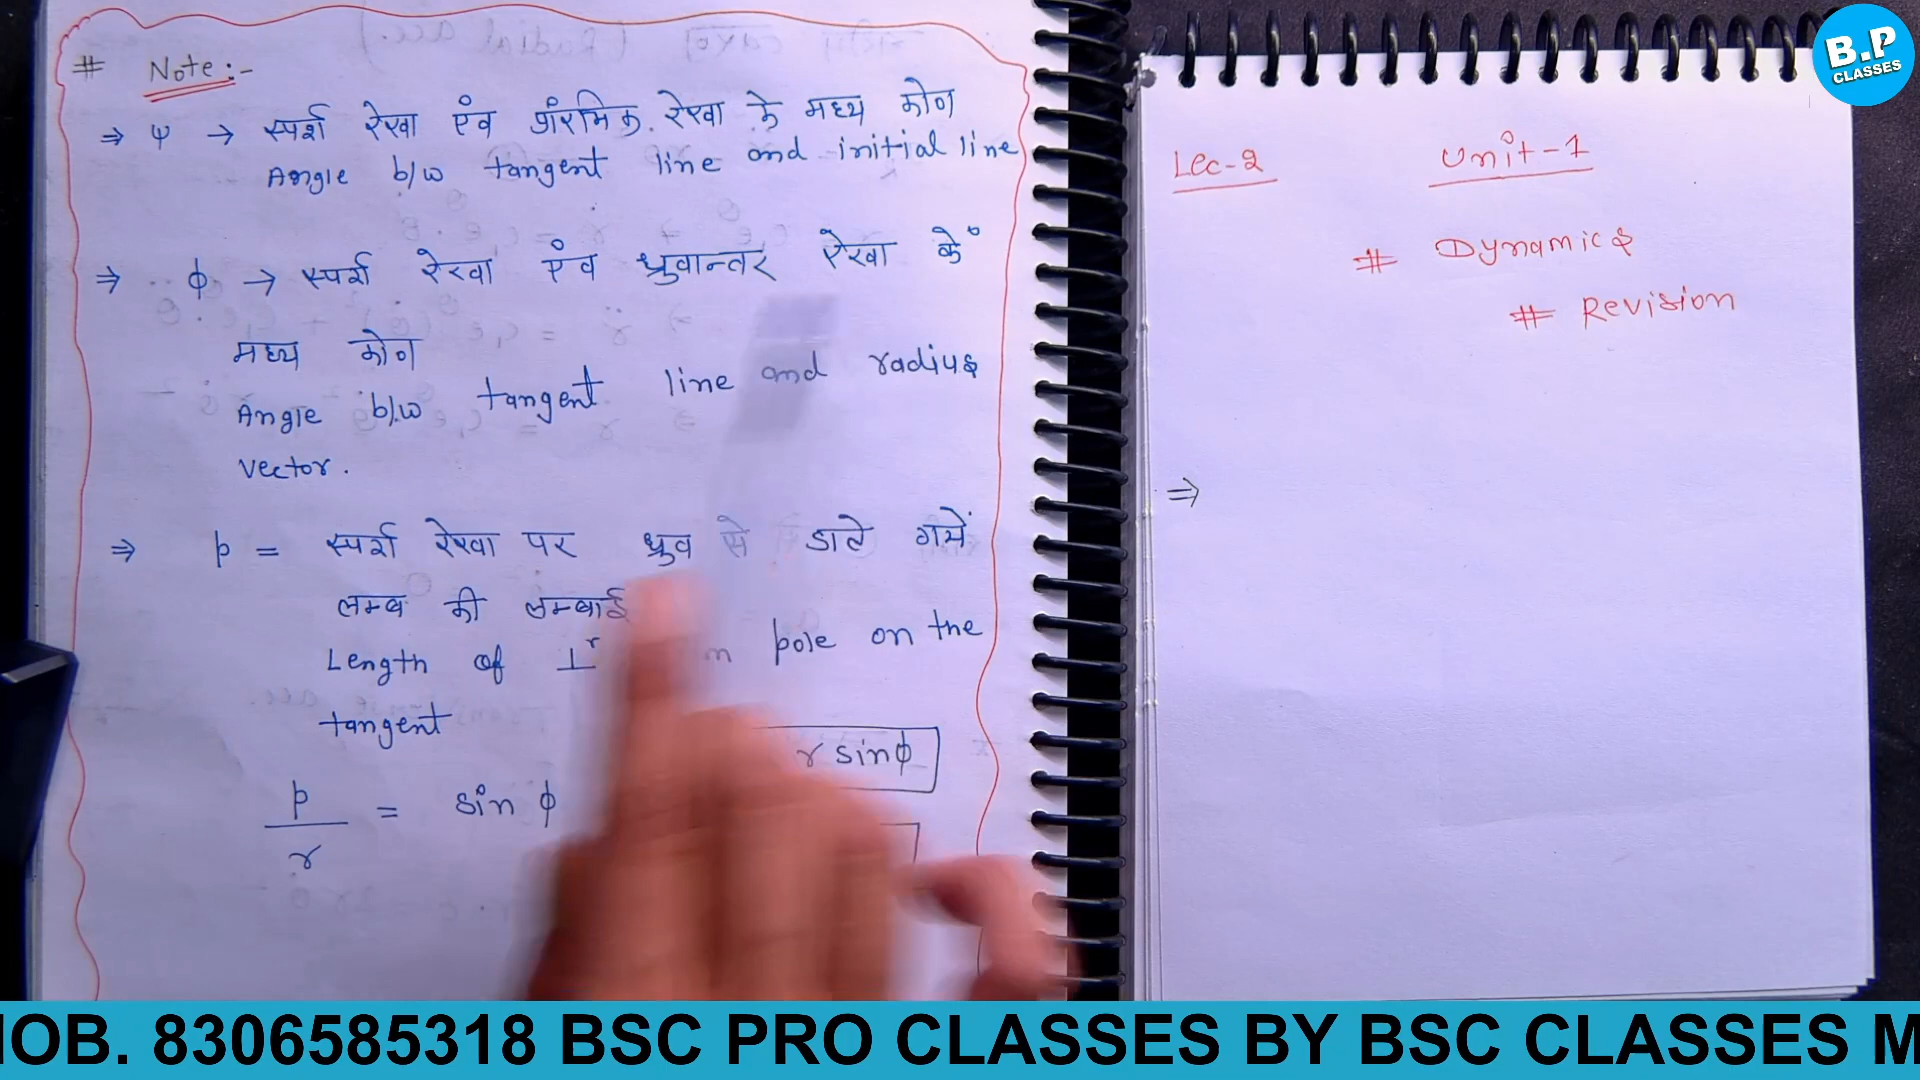 # Note :-
⇒ ψ → स्पर्श रेखा एंव प्रांरभिक रेखा के मध्य कोण
Angle b/w tangent line and initial line
⇒ ϕ → स्पर्श रेखा एंव ध्रुवान्तर रेखा के
मध्य कोण
Angle b/w tangent line and radius
vector.
⇒ p = स्पर्श रेखा पर ध्रुव से डाले गयें
लम्ब की लम्बाई
Length of ⊥r pole on the
tangent
r sinϕ
p/r = sin ϕ
Lec-2 Unit-1
# Dynamics
# Revision
⇒
B.P
CLASSES
MOB. 8306585318 BSC PRO CLASSES BY BSC CLASSES M